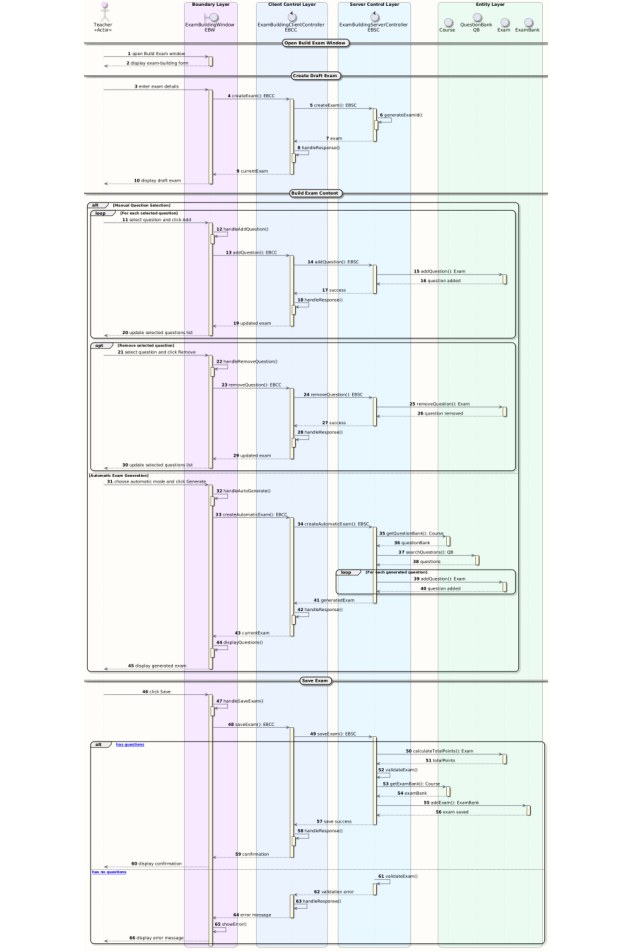 Boundary Layer
Client Control Layer
Server Control Layer
Entity Layer
Teacher
«Actor»
ExamBuildingWindow
EBW
ExamBuildingClientController
EBCC
ExamBuildingServerController
EBSC
Course
QuestionBank
QB
Exam
ExamBank
Open Build Exam Window
1 open Build Exam window
2 display exam-building form
Create Draft Exam
3 enter exam details
4 createExam(): EBCC
5 createExam(): EBSC
6 generateExamId()
7 exam
8 handleResponse()
9 currentExam
10 display draft exam
Build Exam Content
alt [Manual Question Selection]
loop [For each selected question]
11 select question and click Add
12 handleAddQuestion()
13 addQuestion(): EBCC
14 addQuestion(): EBSC
15 addQuestion(): Exam
16 question added
17 success
18 handleResponse()
19 updated exam
20 update selected questions list
opt [Remove selected question]
21 select question and click Remove
22 handleRemoveQuestion()
23 removeQuestion(): EBCC
24 removeQuestion(): EBSC
25 removeQuestion(): Exam
26 question removed
27 success
28 handleResponse()
29 updated exam
30 update selected questions list
[Automatic Exam Generation]
31 choose automatic mode and click Generate
32 handleAutoGenerate()
33 createAutomaticExam(): EBCC
34 createAutomaticExam(): EBSC
35 getQuestionBank(): Course
36 questionBank
37 searchQuestions(): QB
38 questions
loop [For each generated question]
39 addQuestion(): Exam
40 question added
41 generatedExam
42 handleResponse()
43 currentExam
44 displayQuestions()
45 display generated exam
Save Exam
46 click Save
47 handleSaveExam()
48 saveExam(): EBCC
49 saveExam(): EBSC
alt has questions
50 calculateTotalPoints(): Exam
51 totalPoints
52 validateExam()
53 getExamBank(): Course
54 examBank
55 addExam(): ExamBank
56 exam saved
57 save success
58 handleResponse()
59 confirmation
60 display confirmation
has no questions
61 validateExam()
62 validation error
63 handleResponse()
64 error message
65 showError()
66 display error message